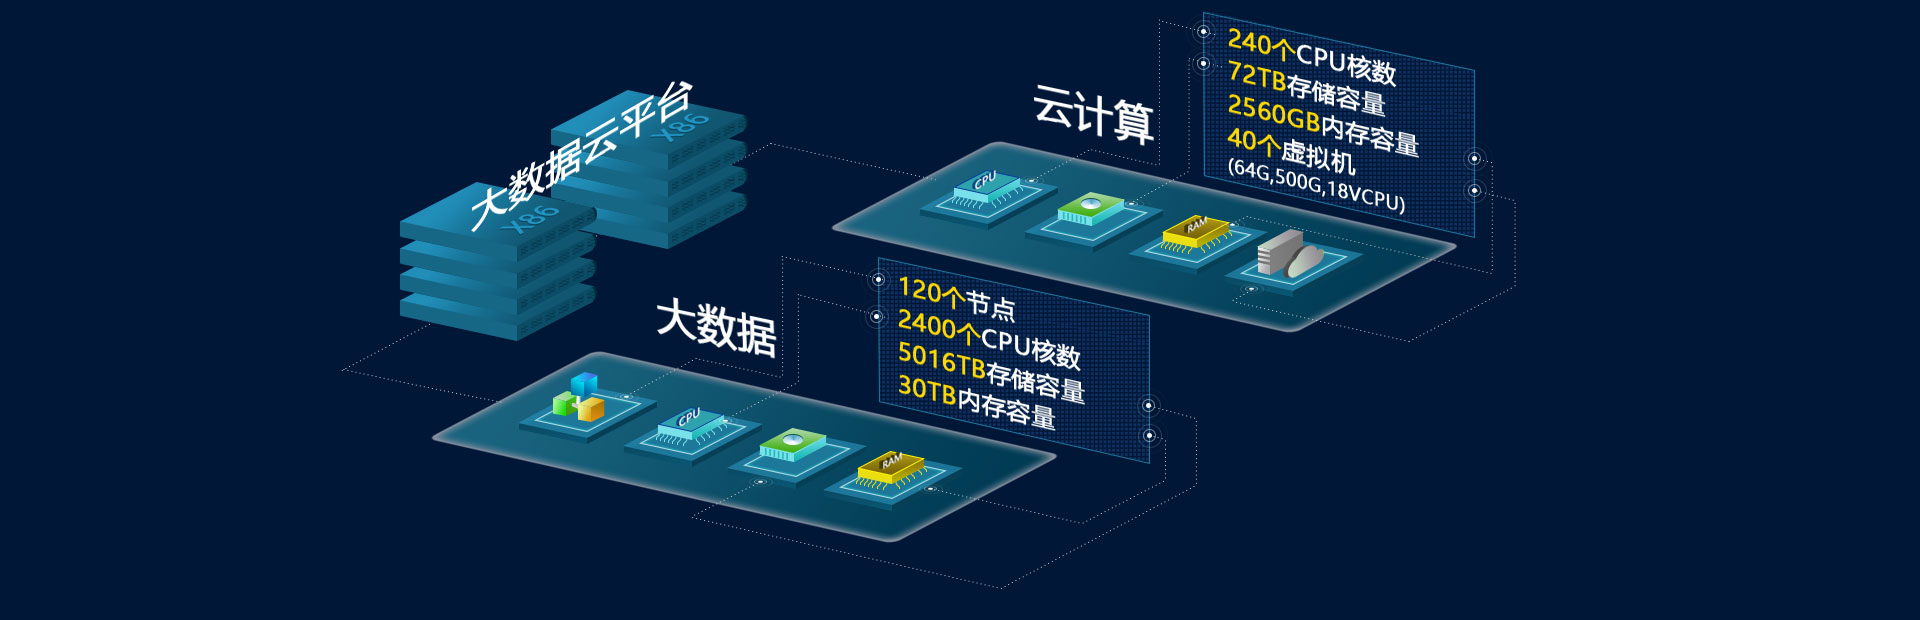 大数据云平台
X86
X86
云计算
240个CPU核数
72TB存储容量
2560GB内存容量
40个虚拟机
(64G,500G,18VCPU)
CPU
RAM
大数据
120个节点
2400个CPU核数
5016TB存储容量
30TB内存容量
CPU
RAM